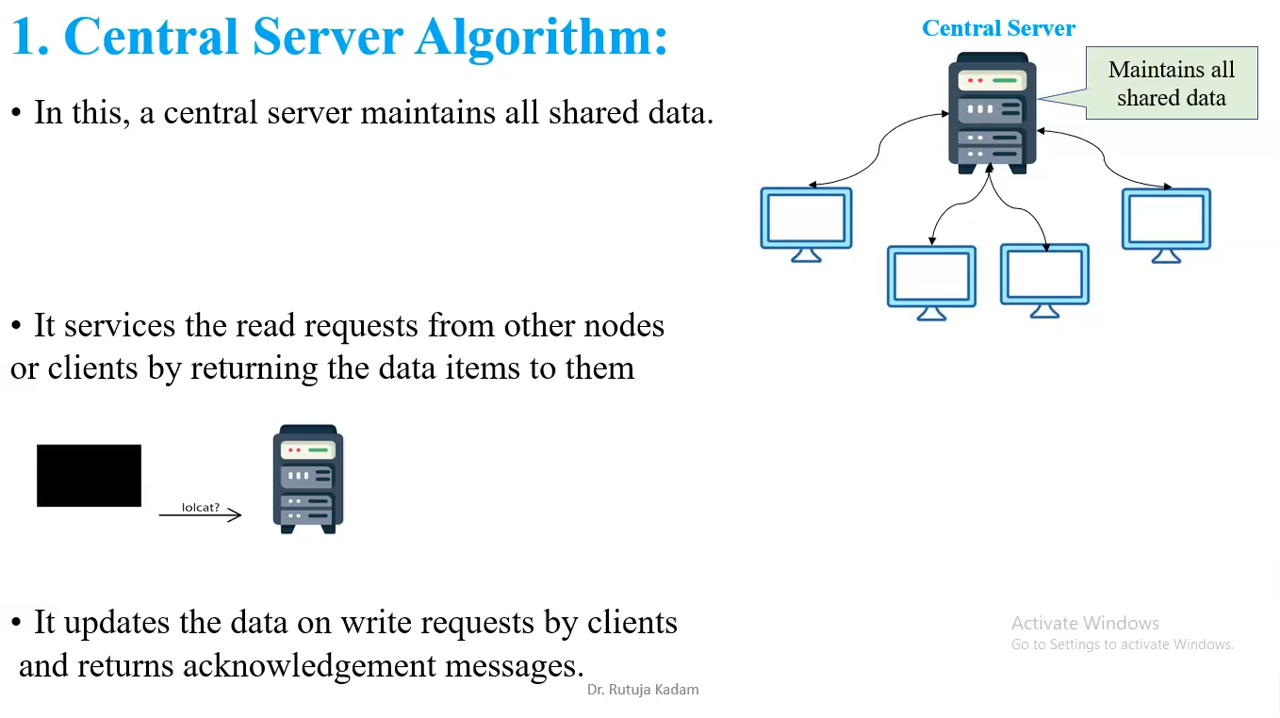 1. Central Server Algorithm:
Central Server
Maintains all
shared data
• In this, a central server maintains all shared data.
• It services the read requests from other nodes
or clients by returning the data items to them
lolcat?
• It updates the data on write requests by clients
and returns acknowledgement messages.
Activate Windows
Go to Settings to activate Windows.
Dr. Rutuja Kadam